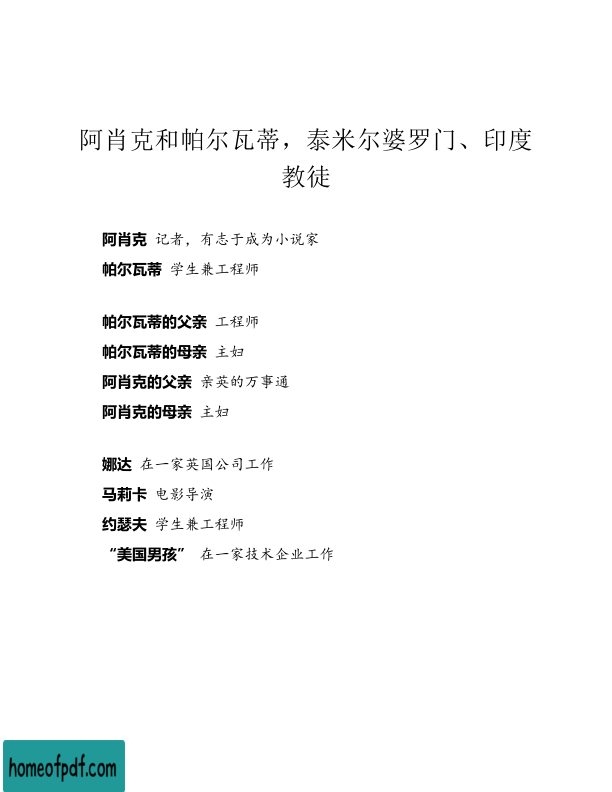 阿肖克和帕尔瓦蒂，泰米尔婆罗门、印度
教徒
阿肖克 记者，有志于成为小说家
帕尔瓦蒂 学生兼工程师
帕尔瓦蒂的父亲 工程师
帕尔瓦蒂的母亲 主妇
阿肖克的父亲 亲英的万事通
阿肖克的母亲 主妇
娜达 在一家英国公司工作
马莉卡 电影导演
约瑟夫 学生兼工程师
“美国男孩” 在一家技术企业工作
homeofpdf.com